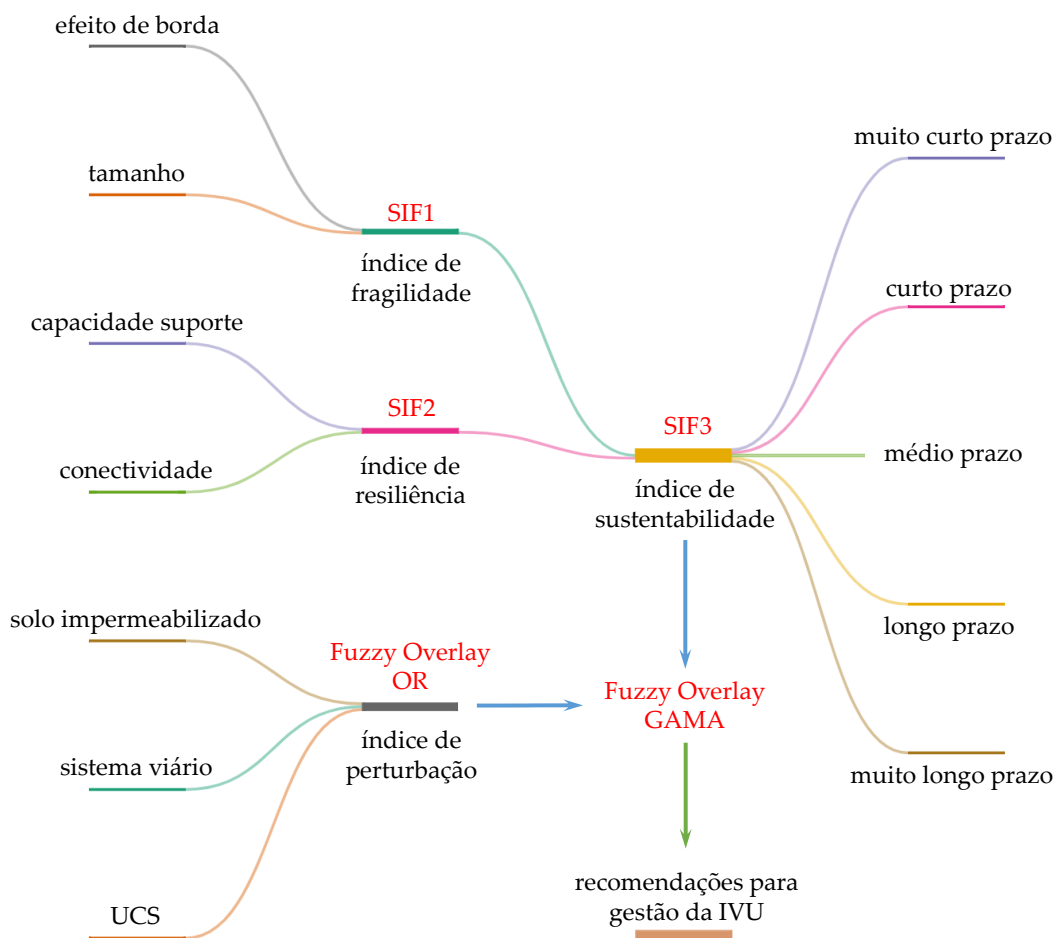 efeito de borda
tamanho
SIF1
índice de
fragilidade
capacidade suporte
SIF2
índice de
resiliência
conectividade
SIF3
índice de
sustentabilidade
muito curto prazo
curto prazo
médio prazo
longo prazo
muito longo prazo
solo impermeabilizado
Fuzzy Overlay
OR
índice de
perturbação
sistema viário
UCS
Fuzzy Overlay
GAMA
recomendações para
gestão da IVU